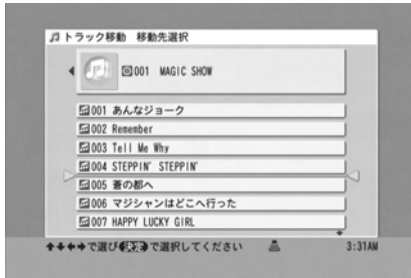 トラック移動 移動先選択
001 MAGIC SHOW
001 あんなジョーク
002 Remember
003 Tell Me Why
004 STEPPIN' STEPPIN'
005 蒼の都へ
006 マジシャンはどこへ行った
007 HAPPY LUCKY GIRL
で選び決定で選択してください 3:31AM